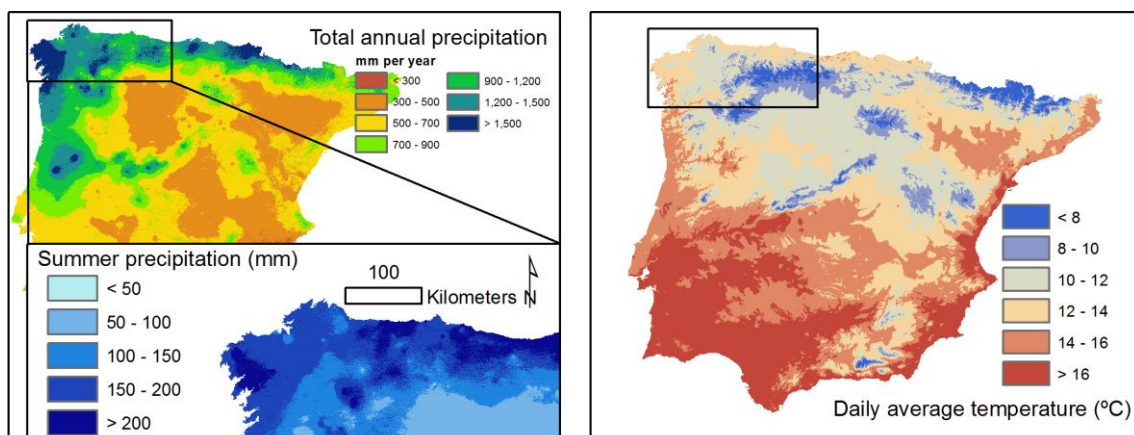 Total annual precipitation
mm per year
< 300
300 - 500
500 - 700
700 - 900
900 - 1,200
1,200 - 1,500
> 1,500
Summer precipitation (mm)
< 50
50 - 100
100 - 150
150 - 200
> 200
100
Kilometers N
< 8
8 - 10
10 - 12
12 - 14
14 - 16
> 16
Daily average temperature (ºC)